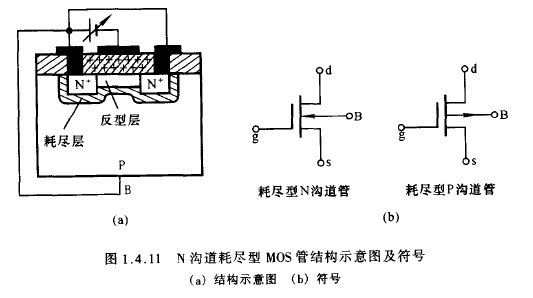 + + + + + +
+ + + + +
N⁺ N⁺
反型层
耗尽层
P
B
(a)
d
B
g
s
耗尽型N沟道管
d
B
g
s
耗尽型P沟道管
(b)
图 1.4.11 N 沟道耗尽型 MOS 管结构示意图及符号
(a) 结构示意图 (b) 符号